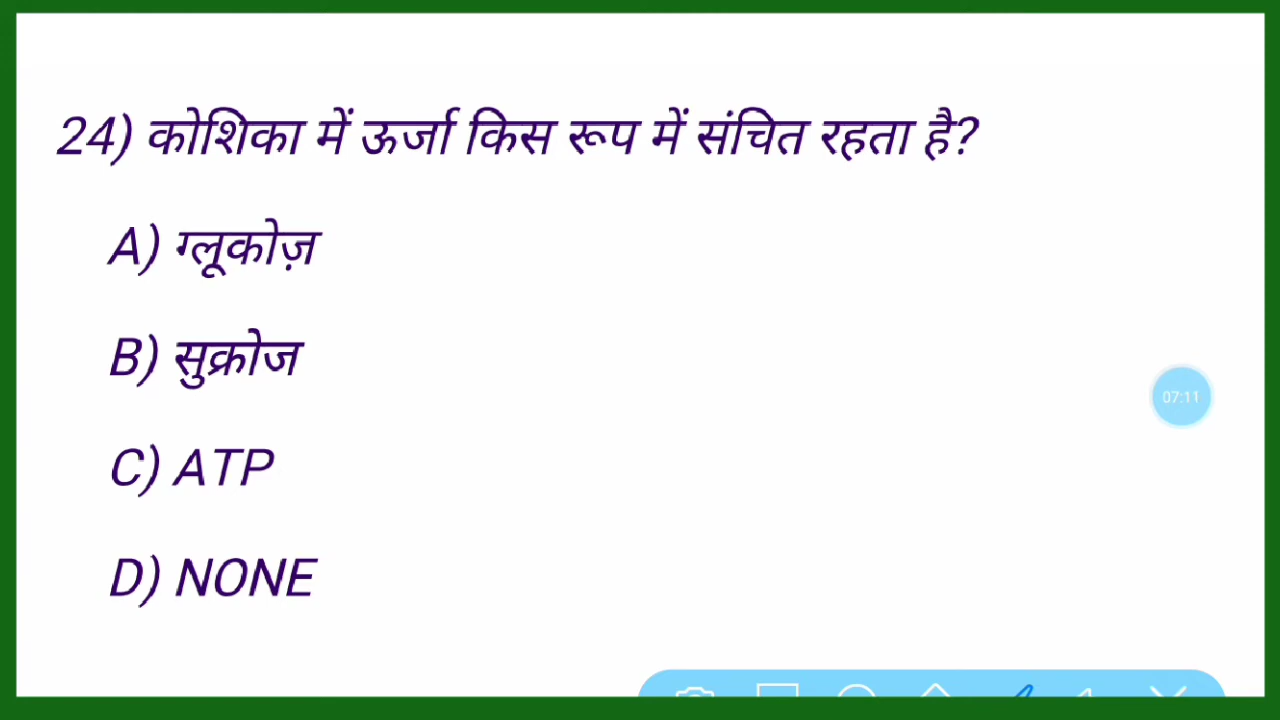 24) कोशिका में ऊर्जा किस रूप में संचित रहता है?
A) ग्लूकोज़
B) सुक्रोज
C) ATP
07:11
D) NONE